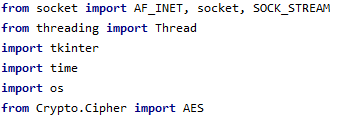 from socket import AF_INET, socket, SOCK_STREAM
from threading import Thread
import tkinter
import time
import os
from Crypto.Cipher import AES